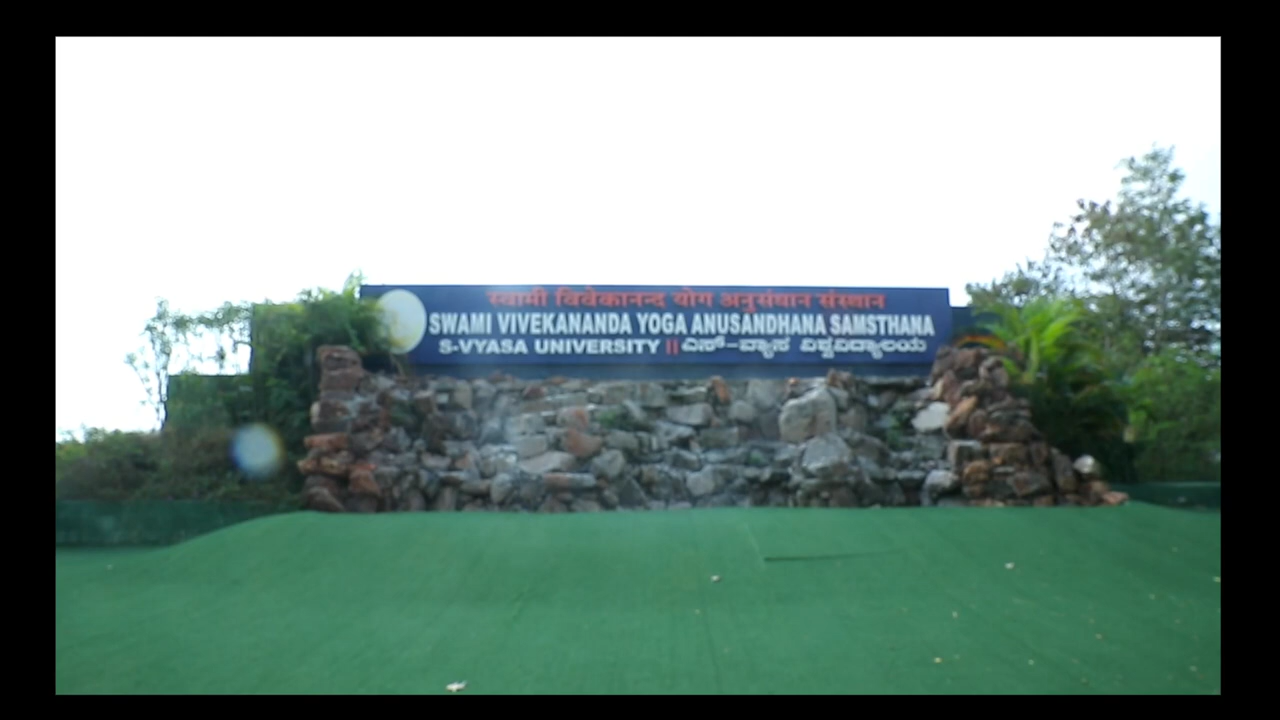 स्वामी विवेकानन्द योग अनुसंधान संस्थान
SWAMI VIVEKANANDA YOGA ANUSANDHANA SAMSTHANA
S-VYASA UNIVERSITY || ಎಸ್-ವ್ಯಾಸ ವಿಶ್ವವಿದ್ಯಾಲಯ